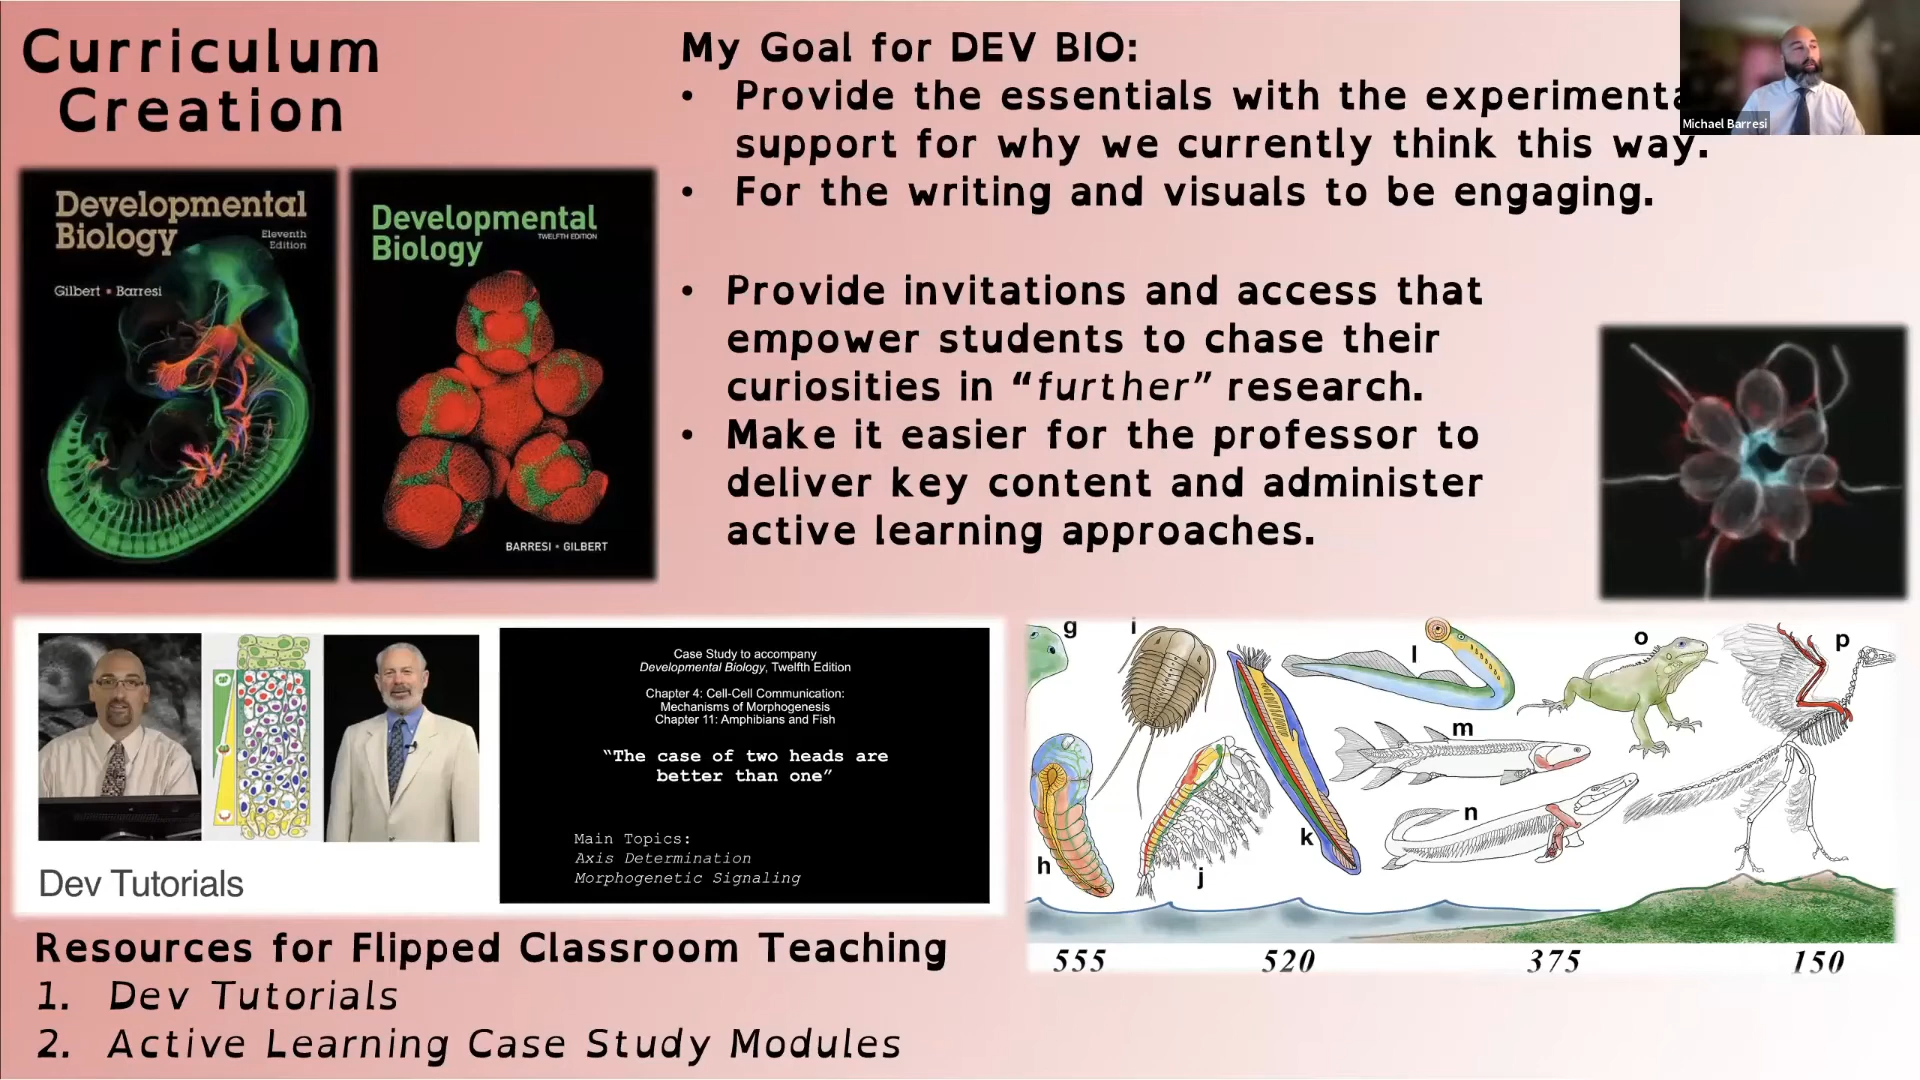 Curriculum
Creation
My Goal for DEV BIO:
• Provide the essentials with the experimenta
support for why we currently think this way.
• For the writing and visuals to be engaging.
• Provide invitations and access that
empower students to chase their
curiosities in “further” research.
• Make it easier for the professor to
deliver key content and administer
active learning approaches.
Michael Barresi
Developmental
Biology
Eleventh
Edition
Gilbert • Barresi
Developmental
Biology
TWELFTH EDITION
BARRESI • GILBERT
Dev Tutorials
Case Study to accompany
Developmental Biology, Twelfth Edition
Chapter 4: Cell-Cell Communication:
Mechanisms of Morphogenesis
Chapter 11: Amphibians and Fish
“The case of two heads are
better than one”
Main Topics:
Axis Determination
Morphogenetic Signaling
g
i
l
o
p
m
n
h
j
k
555 520 375 150
Resources for Flipped Classroom Teaching
1. Dev Tutorials
2. Active Learning Case Study Modules